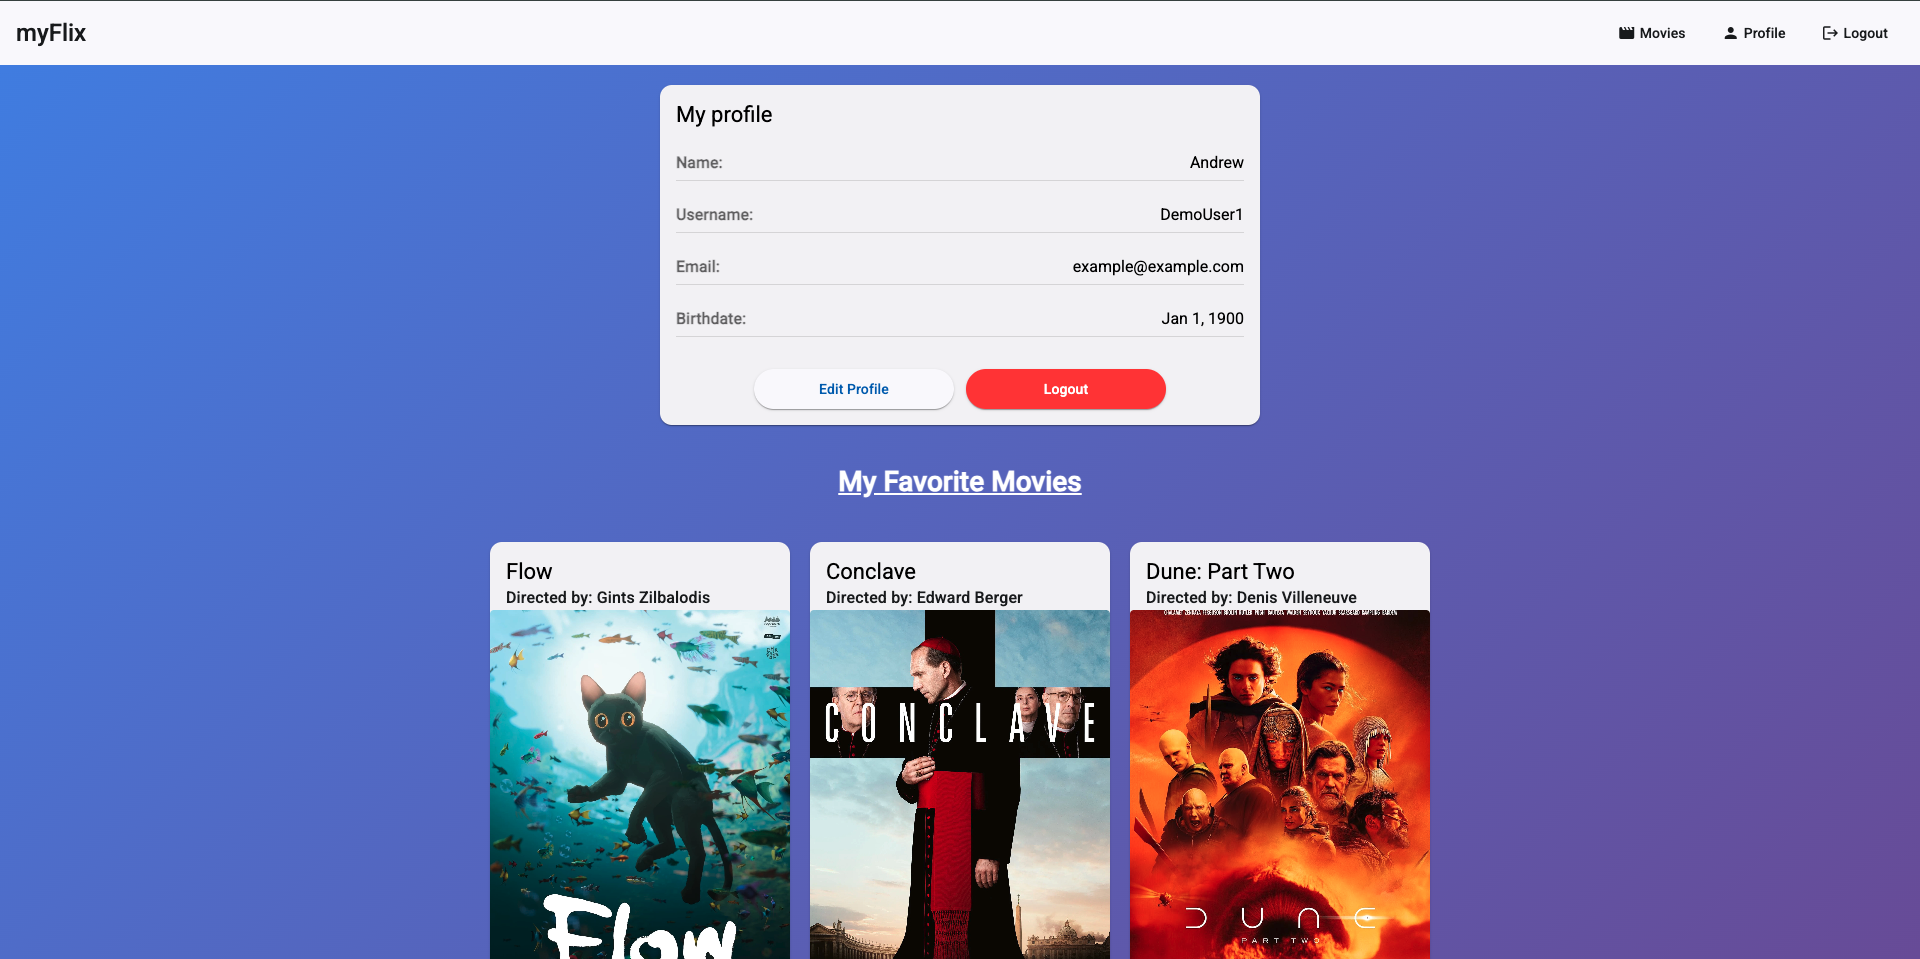 myFlix
Movies Profile Logout
My profile
Name: Andrew
Username: DemoUser1
Email: example@example.com
Birthdate: Jan 1, 1900
Edit Profile Logout
My Favorite Movies
Flow
Directed by: Gints Zilbalodis
Flow
Conclave
Directed by: Edward Berger
CONCLAVE
Dune: Part Two
Directed by: Denis Villeneuve
DUNE
PART TWO